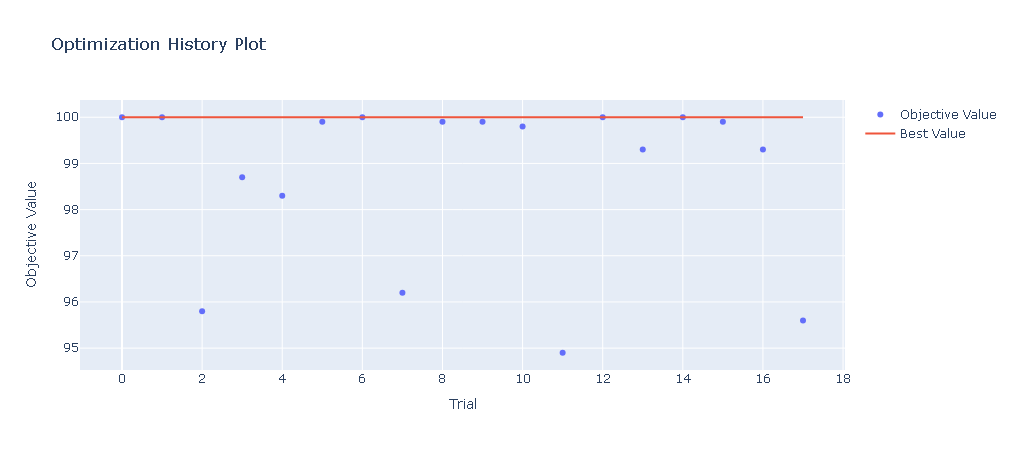 Optimization History Plot
Objective Value
Best Value
100
99
98
97
96
95
Objective Value
0 2 4 6 8 10 12 14 16 18
Trial